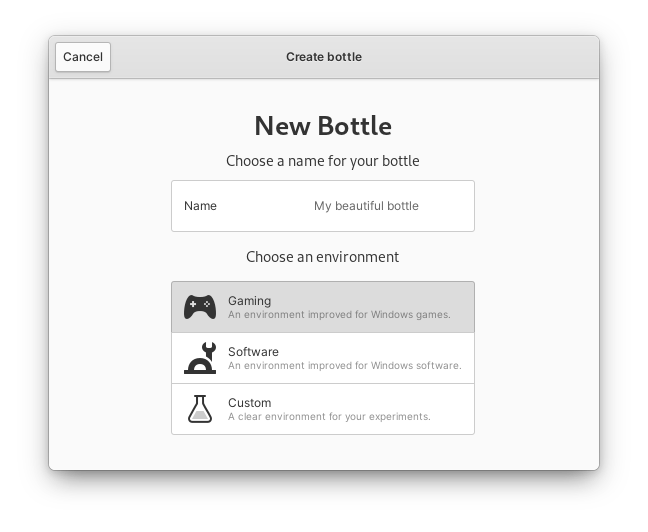 Cancel
Create bottle
New Bottle
Choose a name for your bottle
Name
My beautiful bottle
Choose an environment
Gaming
An environment improved for Windows games.
Software
An environment improved for Windows software.
Custom
A clear environment for your experiments.